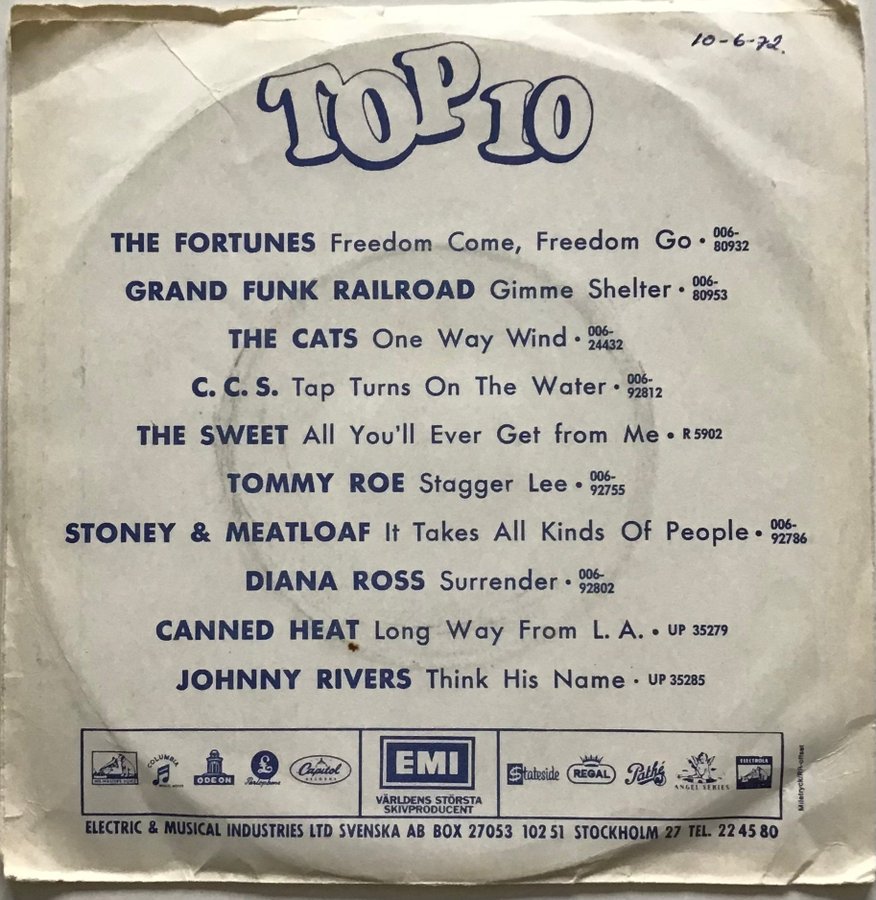 10-6-72.
TOP 10
THE FORTUNES Freedom Come, Freedom Go • 006-80932
GRAND FUNK RAILROAD Gimme Shelter • 006-80953
THE CATS One Way Wind • 006-24432
C. C. S. Tap Turns On The Water • 006-92812
THE SWEET All You'll Ever Get from Me • R 5902
TOMMY ROE Stagger Lee • 006-92755
STONEY & MEATLOAF It Takes All Kinds Of People • 006-92786
DIANA ROSS Surrender • 006-92802
CANNED HEAT Long Way From L. A. • UP 35279
JOHNNY RIVERS Think His Name • UP 35285
COLUMBIA
ODEON
Parlophone
Capitol
RECORDS
EMI
VÄRLDENS STÖRSTA
SKIVPRODUCENT
Stateside
REGAL
Pathé
ANGEL SERIES
ELECTROLA
ELECTRIC & MUSICAL INDUSTRIES LTD SVENSKA AB BOX 27053 102 51 STOCKHOLM 27 TEL. 22 45 80